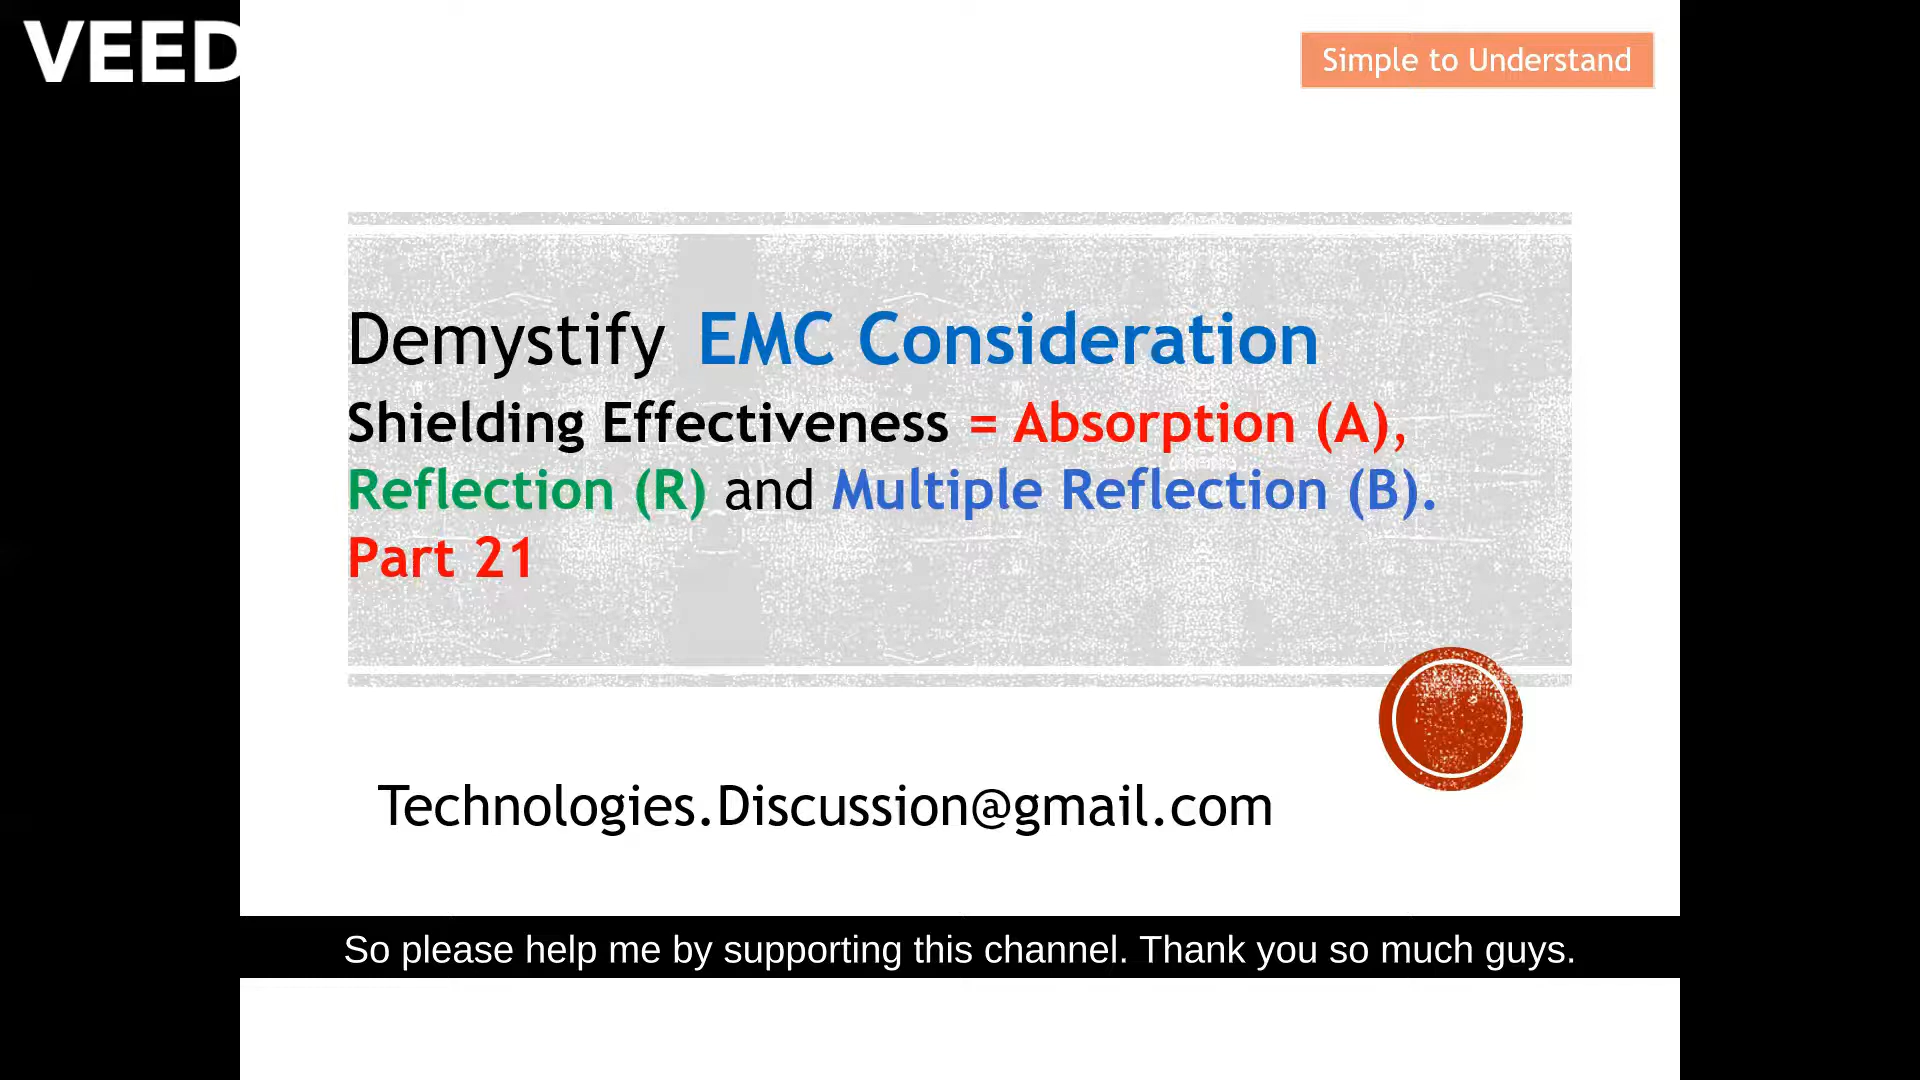 VEED
Simple to Understand
Demystify EMC Consideration
Shielding Effectiveness = Absorption (A),
Reflection (R) and Multiple Reflection (B).
Part 21
Technologies.Discussion@gmail.com
So please help me by supporting this channel. Thank you so much guys.